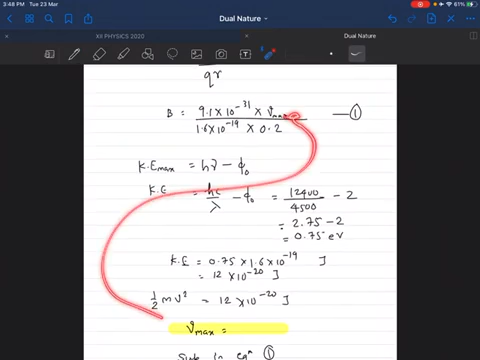 3:48 PM Tue 23 Mar
Dual Nature
61%
XII PHYSICS 2020
Dual Nature
qr
B = 9.1 × 10^-31 × v_max / 1.6 × 10^-19 × 0.2 — ①
K.E_max = hν − ϕ₀
K.E = hc/λ − ϕ₀ = 12400/4500 − 2
= 2.75 − 2
= 0.75 ev
K.E = 0.75 × 1.6 × 10^-19 J
= 12 × 10^-20 J
1/2 mv² = 12 × 10^-20 J
v_max =
Sub in eqn ①